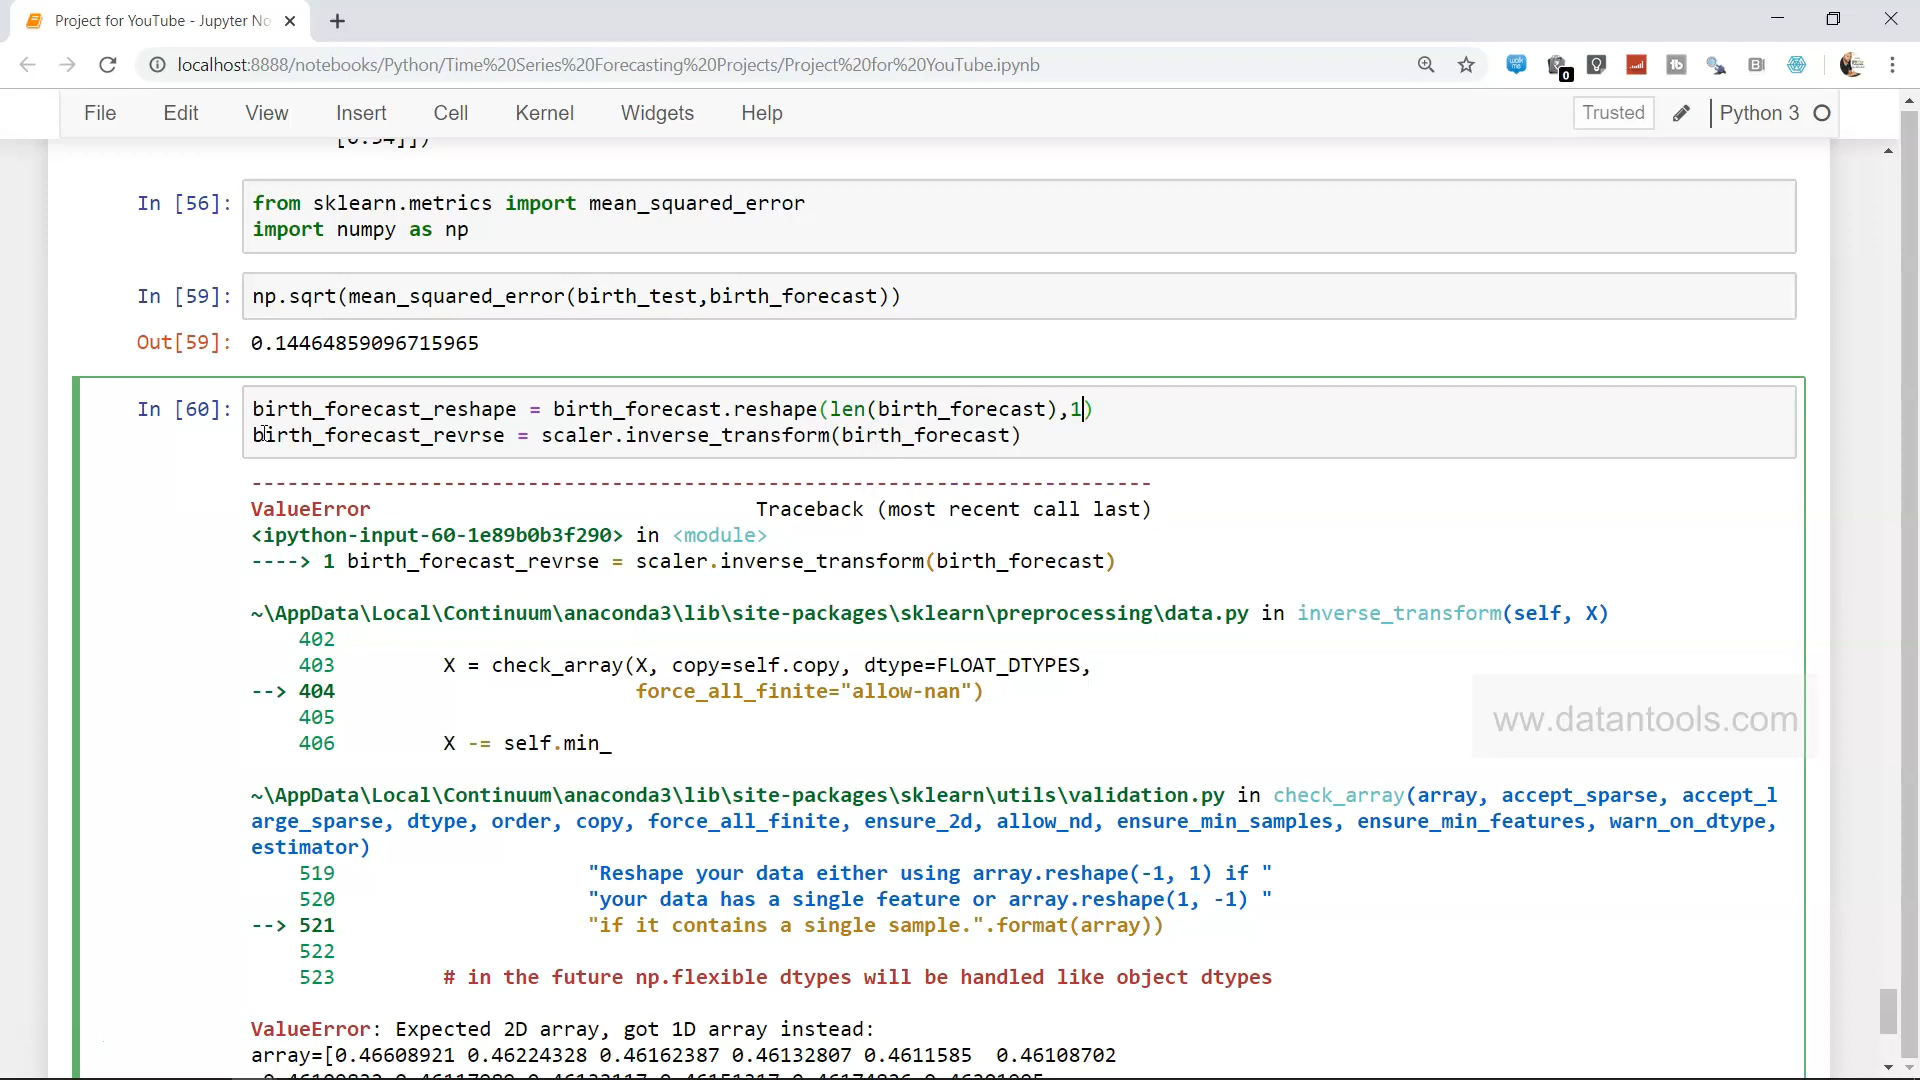 Project for YouTube - Jupyter No
localhost:8888/notebooks/Python/Time%20Series%20Forecasting%20Projects/Project%20for%20YouTube.ipynb
0
File Edit View Insert Cell Kernel Widgets Help Trusted Python 3
[0.54]])
In [56]: from sklearn.metrics import mean_squared_error
import numpy as np
In [59]: np.sqrt(mean_squared_error(birth_test,birth_forecast))
Out[59]: 0.14464859096715965
In [60]: birth_forecast_reshape = birth_forecast.reshape(len(birth_forecast),1)
birth_forecast_revrse = scaler.inverse_transform(birth_forecast)
---------------------------------------------------------------------------
ValueError Traceback (most recent call last)
<ipython-input-60-1e89b0b3f290> in <module>
----> 1 birth_forecast_revrse = scaler.inverse_transform(birth_forecast)
~\AppData\Local\Continuum\anaconda3\lib\site-packages\sklearn\preprocessing\data.py in inverse_transform(self, X)
402
403 X = check_array(X, copy=self.copy, dtype=FLOAT_DTYPES,
--> 404 force_all_finite="allow-nan")
405
406 X -= self.min_
ww.datantools.com
~\AppData\Local\Continuum\anaconda3\lib\site-packages\sklearn\utils\validation.py in check_array(array, accept_sparse, accept_l
arge_sparse, dtype, order, copy, force_all_finite, ensure_2d, allow_nd, ensure_min_samples, ensure_min_features, warn_on_dtype,
estimator)
519 "Reshape your data either using array.reshape(-1, 1) if "
520 "your data has a single feature or array.reshape(1, -1) "
--> 521 "if it contains a single sample.".format(array))
522
523 # in the future np.flexible dtypes will be handled like object dtypes
ValueError: Expected 2D array, got 1D array instead:
array=[0.46608921 0.46224328 0.46162387 0.46132807 0.4611585 0.46108702